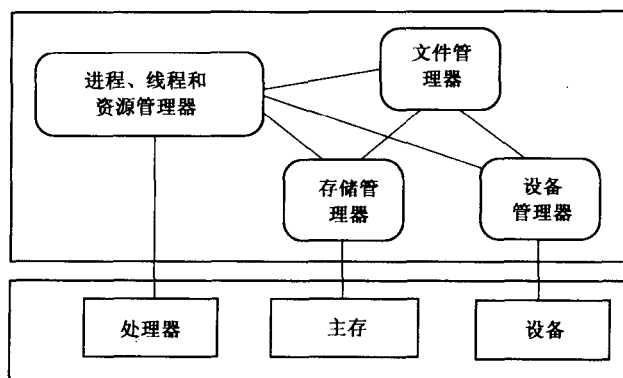 进程、线程和
资源管理器
文件管
理器
存储管
理器
设备
管理器
处理器
主存
设备